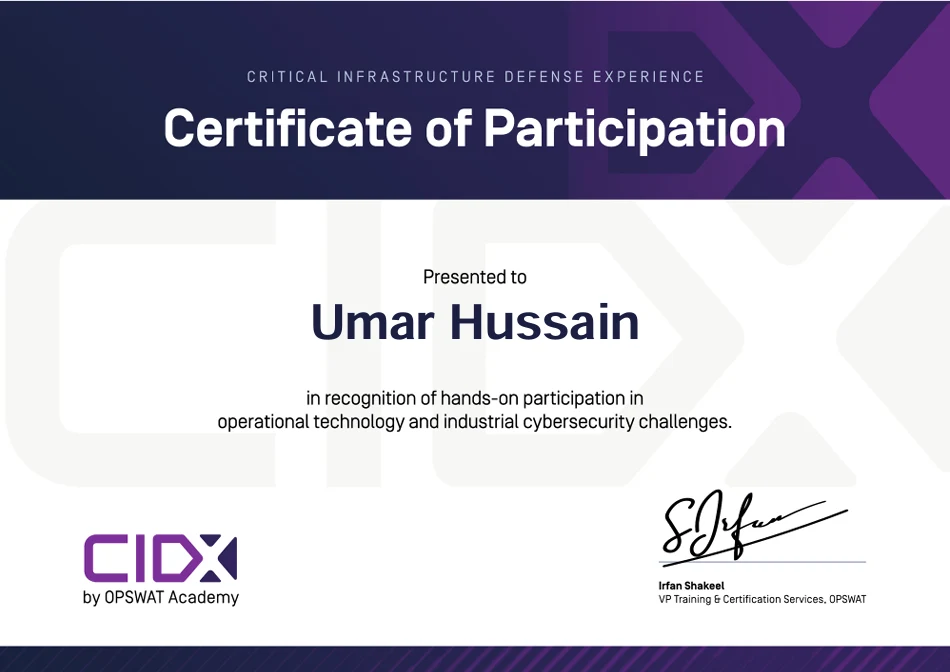 CRITICAL INFRASTRUCTURE DEFENSE EXPERIENCE
Certificate of Participation
Presented to
Umar Hussain
in recognition of hands-on participation in
operational technology and industrial cybersecurity challenges.
S Irfan
CIDX
by OPSWAT Academy
Irfan Shakeel
VP Training & Certification Services, OPSWAT